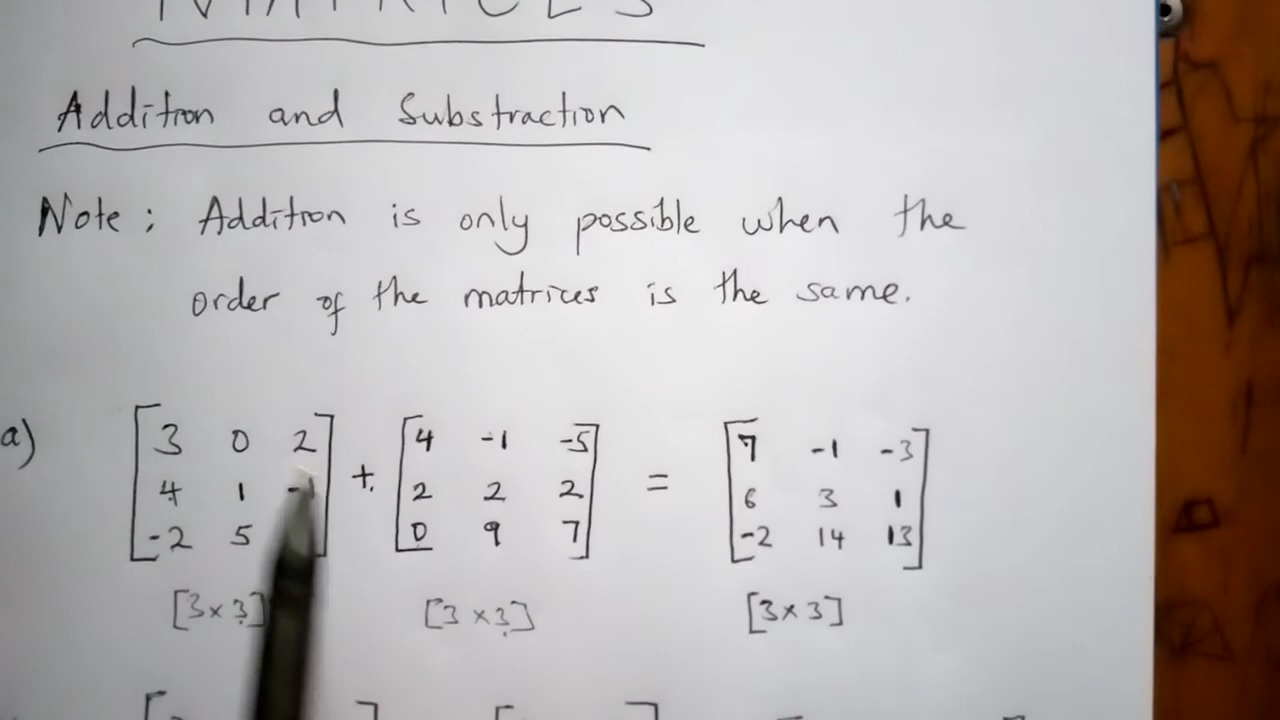 MATRICES
Addition and Substraction
Note: Addition is only possible when the
order of the matrices is the same.
a) [3 0 2] + [4 -1 -5] = [7 -1 -3]
4 1 -1 2 2 2 6 3 1
-2 5 0 9 7 -2 14 13
[3×3] [3×3] [3×3]